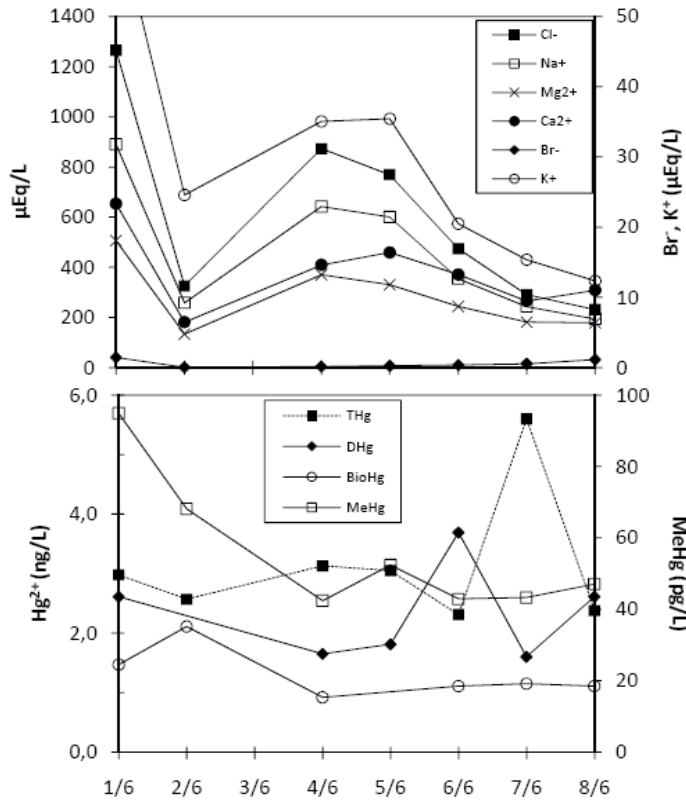 1400
1200
1000
800
600
400
200
0
µEq/L
50
40
30
20
10
0
Br⁻, K⁺ (µEq/L)
Cl-
Na+
Mg2+
Ca2+
Br-
K+
6,0
4,0
2,0
0,0
Hg²⁺ (ng/L)
100
80
60
40
20
0
MeHg (pg/L)
THg
DHg
BioHg
MeHg
1/6 2/6 3/6 4/6 5/6 6/6 7/6 8/6